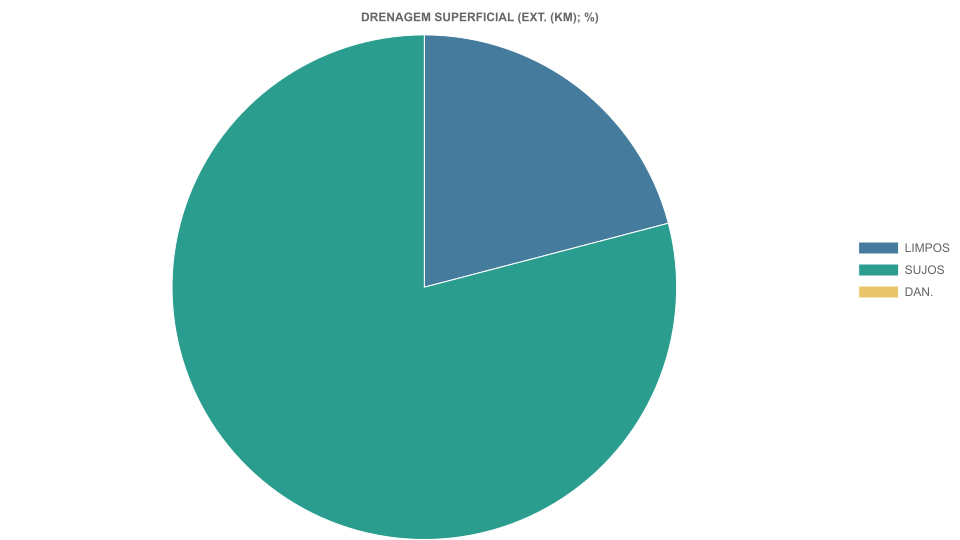 DRENAGEM SUPERFICIAL (EXT. (KM); %)
LIMPOS
SUJOS
DAN.